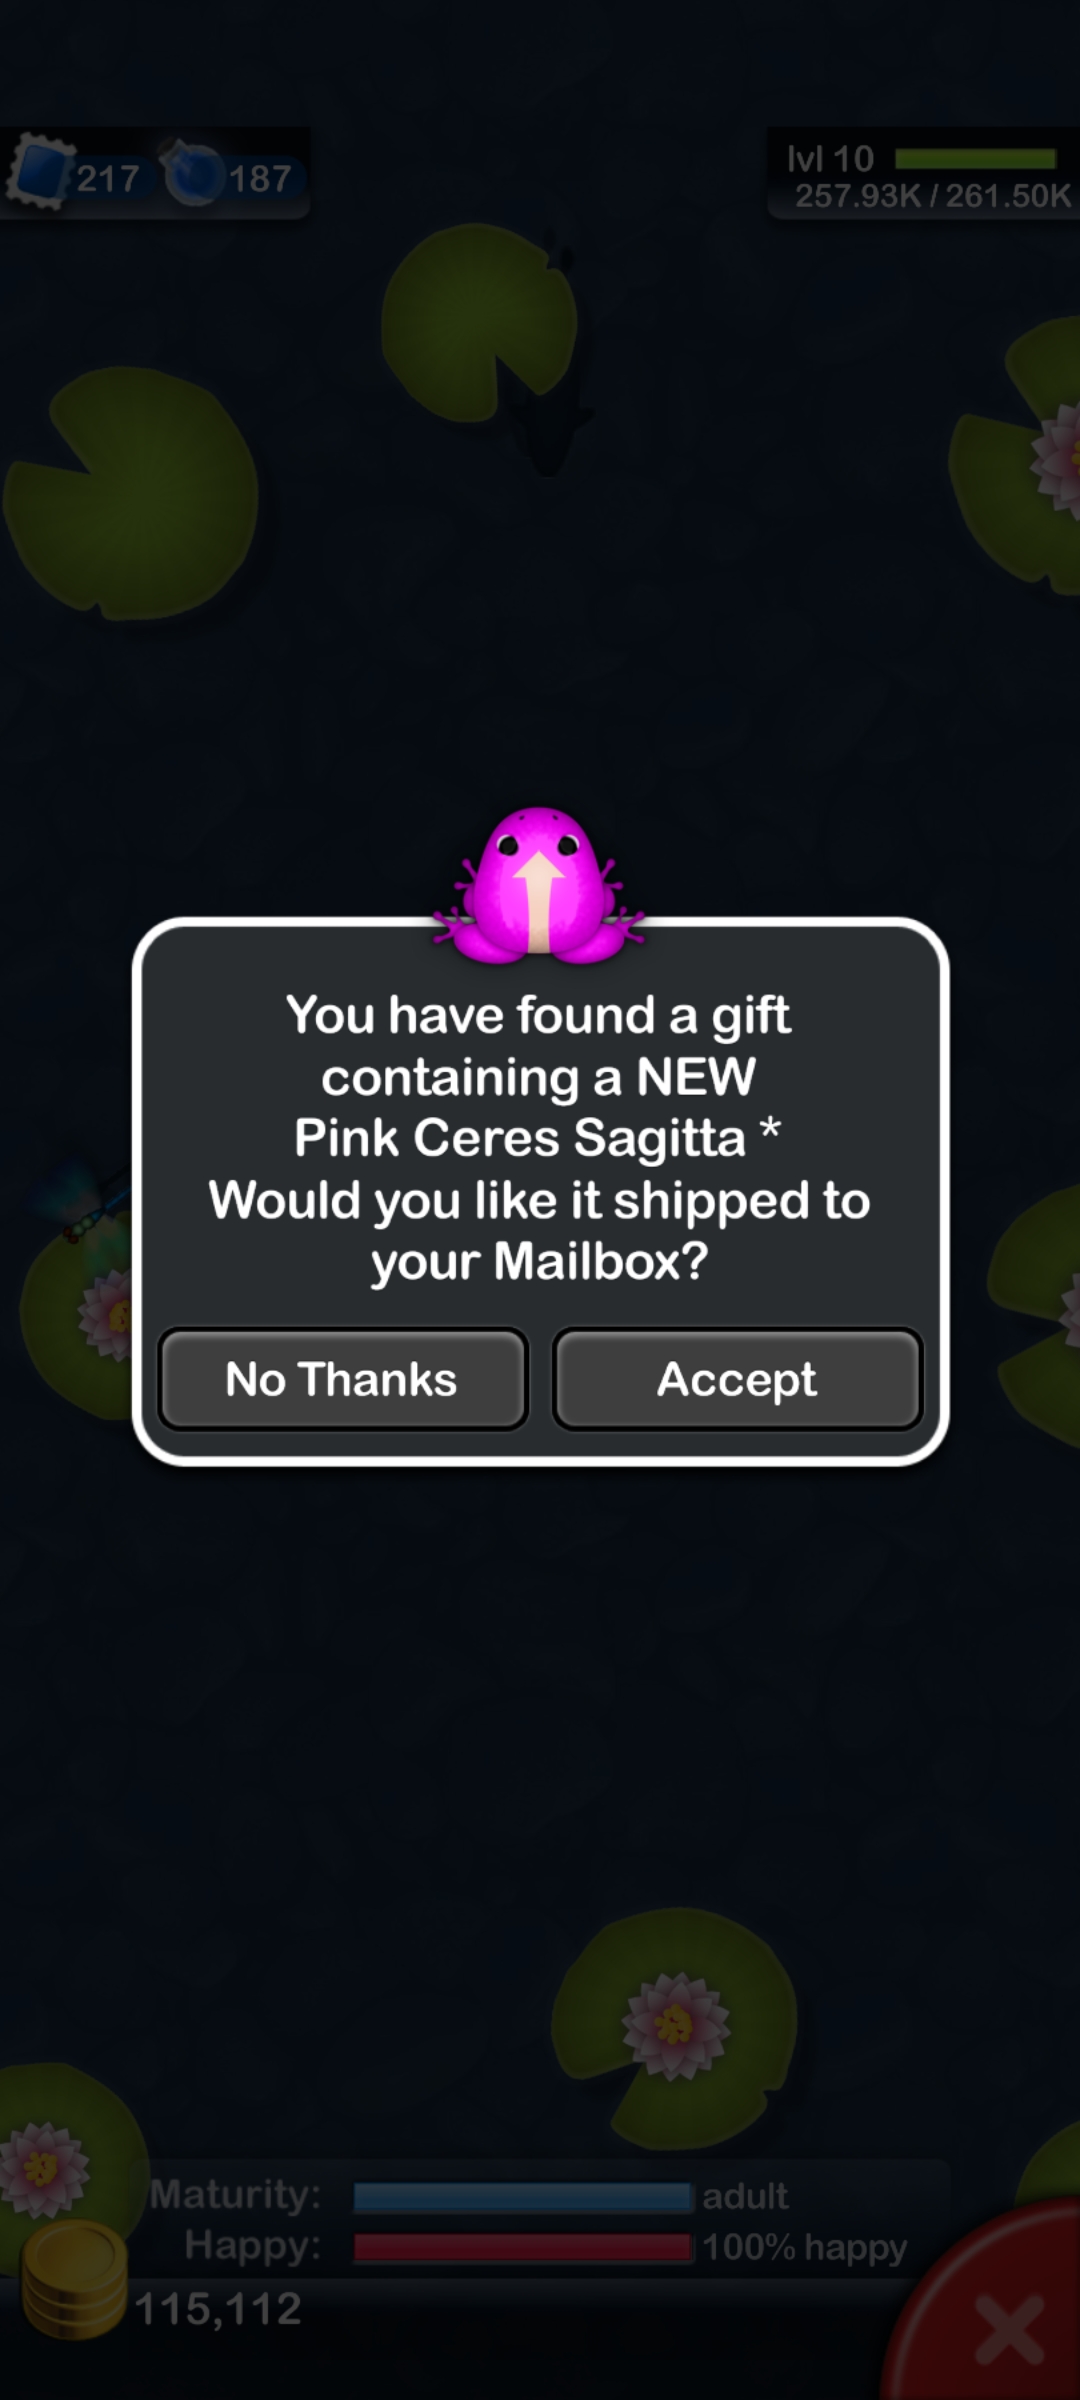 217 187
lvl 10
257.93K / 261.50K
You have found a gift
containing a NEW
Pink Ceres Sagitta *
Would you like it shipped to
your Mailbox?
No Thanks Accept
Maturity: adult
Happy: 100% happy
115,112